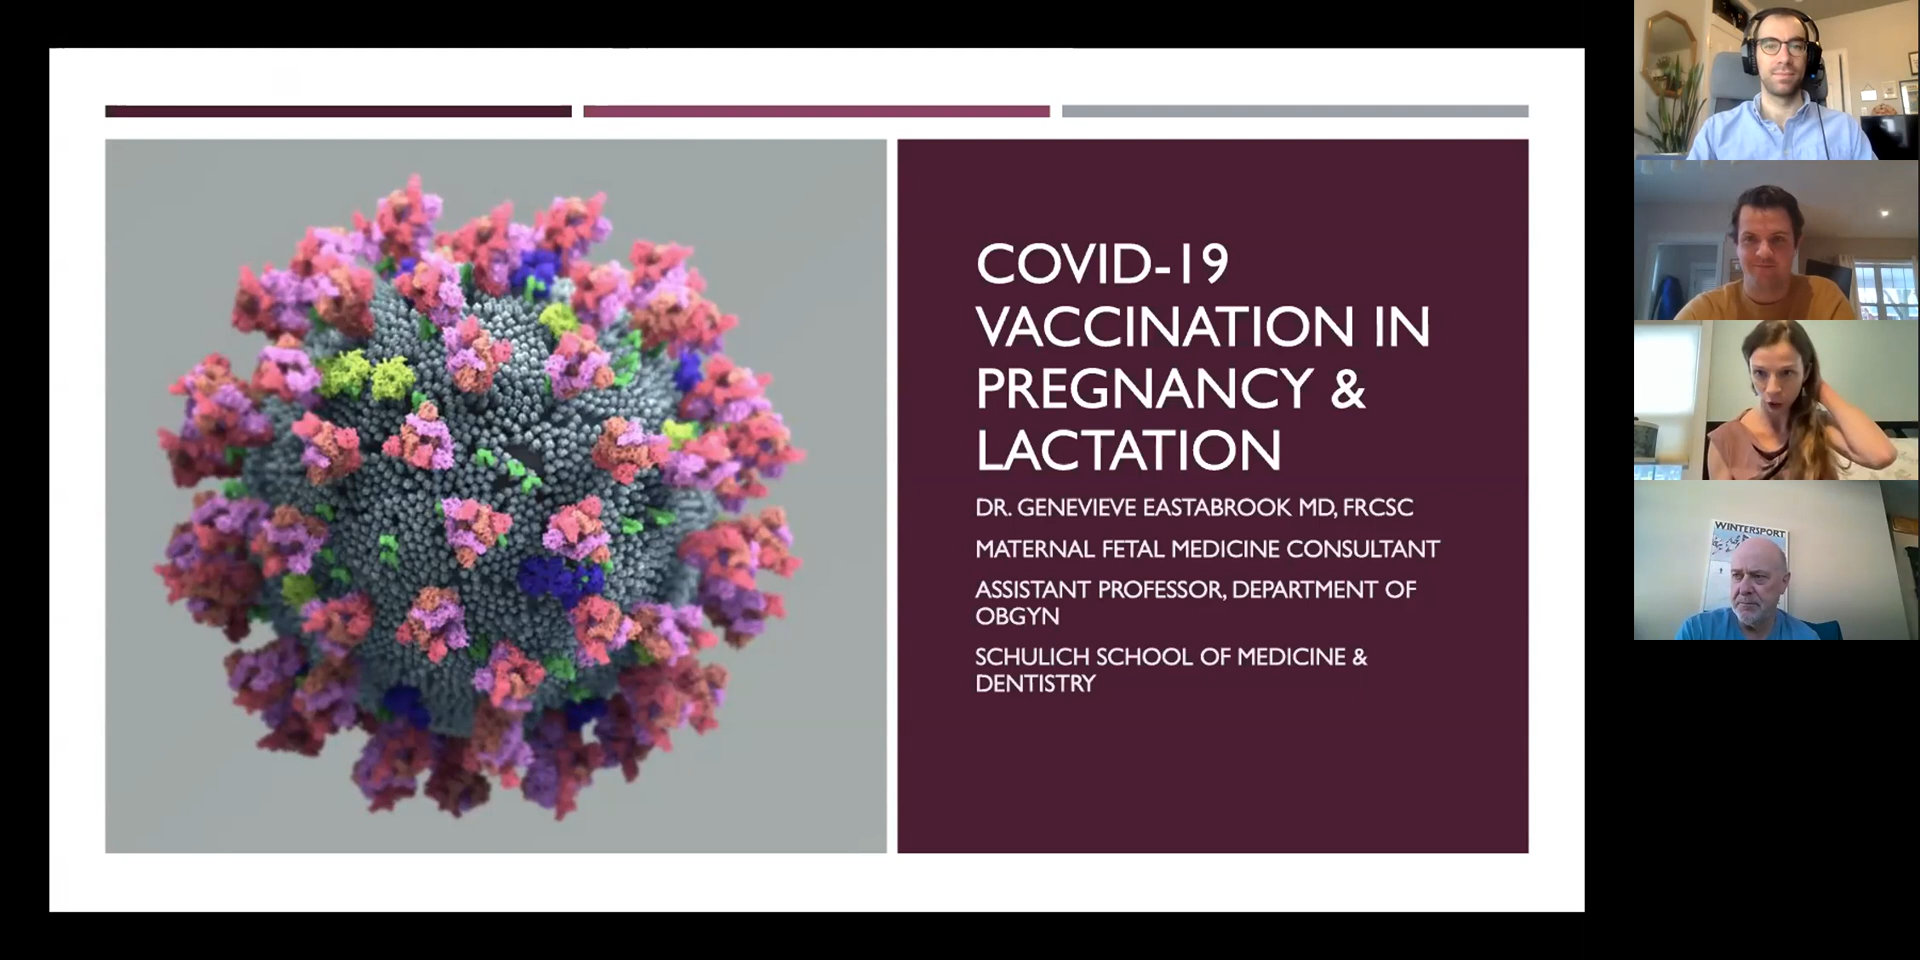 COVID-19
VACCINATION IN
PREGNANCY &
LACTATION
DR. GENEVIEVE EASTABROOK MD, FRCSC
MATERNAL FETAL MEDICINE CONSULTANT
ASSISTANT PROFESSOR, DEPARTMENT OF
OBGYN
SCHULICH SCHOOL OF MEDICINE &
DENTISTRY
WINTERSPORT